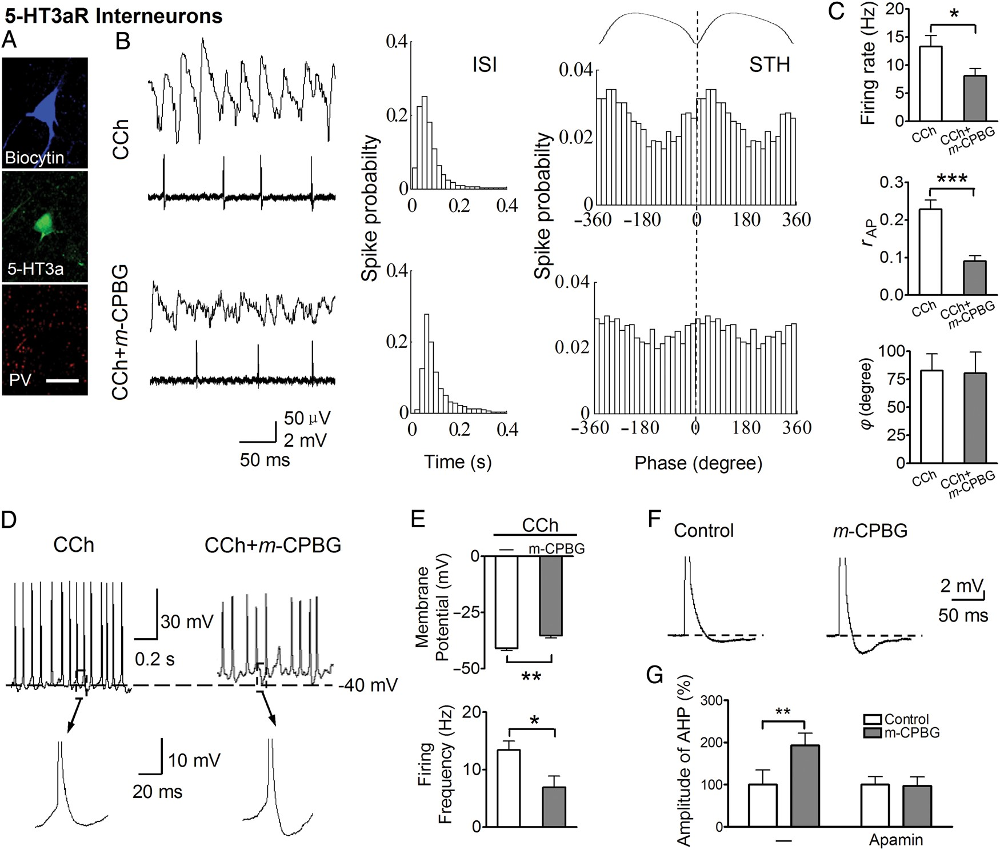 5-HT3aR Interneurons
A
Biocytin
5-HT3a
PV
B
CCh
CCh+m-CPBG
50 µV
2 mV
50 ms
Spike probabilty
ISI
0.4
0.2
0
0 0.2 0.4
0.4
0.2
0
0 0.2 0.4
Time (s)
Spike probabilty
STH
0.04
0.02
0
−360 −180 0 180 360
0.04
0.02
0
−360 −180 0 180 360
Phase (degree)
C
Firing rate (Hz)
20
15
10
5
0
*
CCh
CCh+
m-CPBG
r AP
0.3
0.2
0.1
0.0
***
CCh
CCh+
m-CPBG
φ (degree)
100
75
50
25
0
CCh
CCh+
m-CPBG
D
CCh
CCh+m-CPBG
30 mV
0.2 s
-40 mV
10 mV
20 ms
E
CCh
— m-CPBG
Membrane
Potential (mV)
0
−25
−50
**
Firing
Frequency (Hz)
20
10
0
*
F
Control
m-CPBG
2 mV
50 ms
G
Amplitude of AHP (%)
300
200
100
0
**
Control
m-CPBG
— Apamin